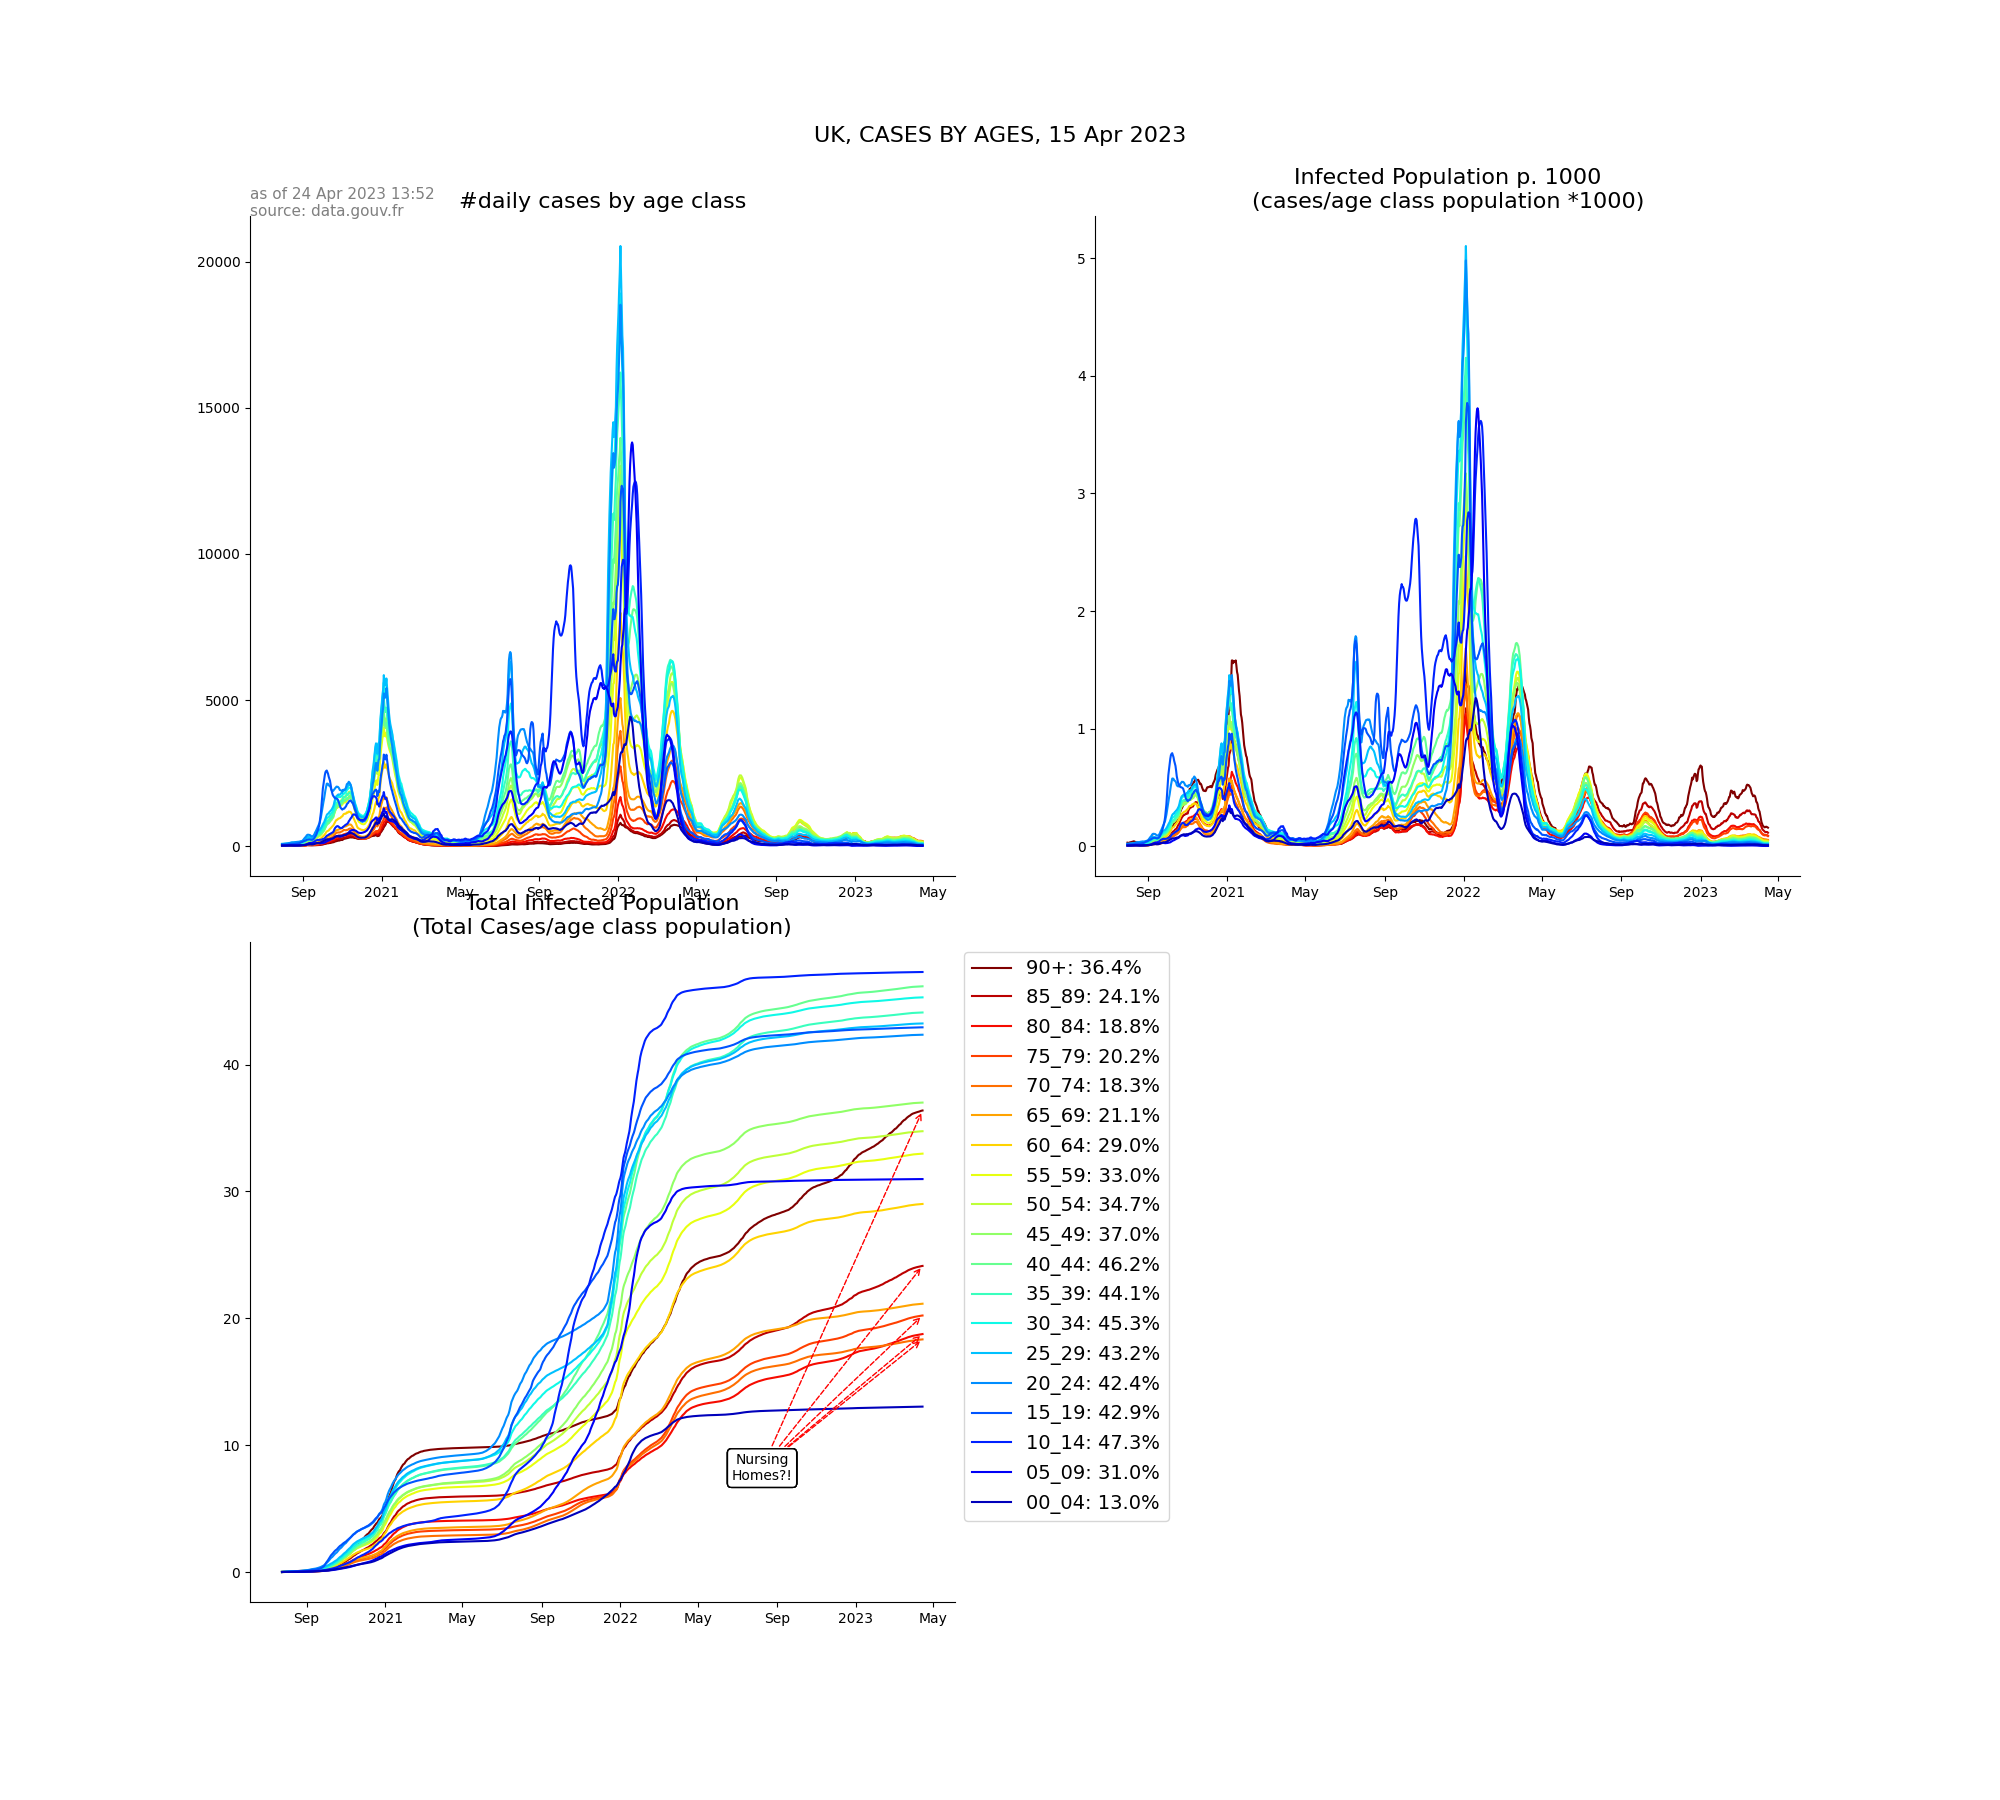 UK, CASES BY AGES, 15 Apr 2023
as of 24 Apr 2023 13:52
source: data.gouv.fr
#daily cases by age class
20000
15000
10000
5000
0
Sep 2021 May Sep 2022 May Sep 2023 May
Infected Population p. 1000
(cases/age class population *1000)
5
4
3
2
1
0
Sep 2021 May Sep 2022 May Sep 2023 May
Total Infected Population
(Total Cases/age class population)
40
30
20
10
0
Sep 2021 May Sep 2022 May Sep 2023 May
Nursing
Homes?!
90+: 36.4%
85_89: 24.1%
80_84: 18.8%
75_79: 20.2%
70_74: 18.3%
65_69: 21.1%
60_64: 29.0%
55_59: 33.0%
50_54: 34.7%
45_49: 37.0%
40_44: 46.2%
35_39: 44.1%
30_34: 45.3%
25_29: 43.2%
20_24: 42.4%
15_19: 42.9%
10_14: 47.3%
05_09: 31.0%
00_04: 13.0%